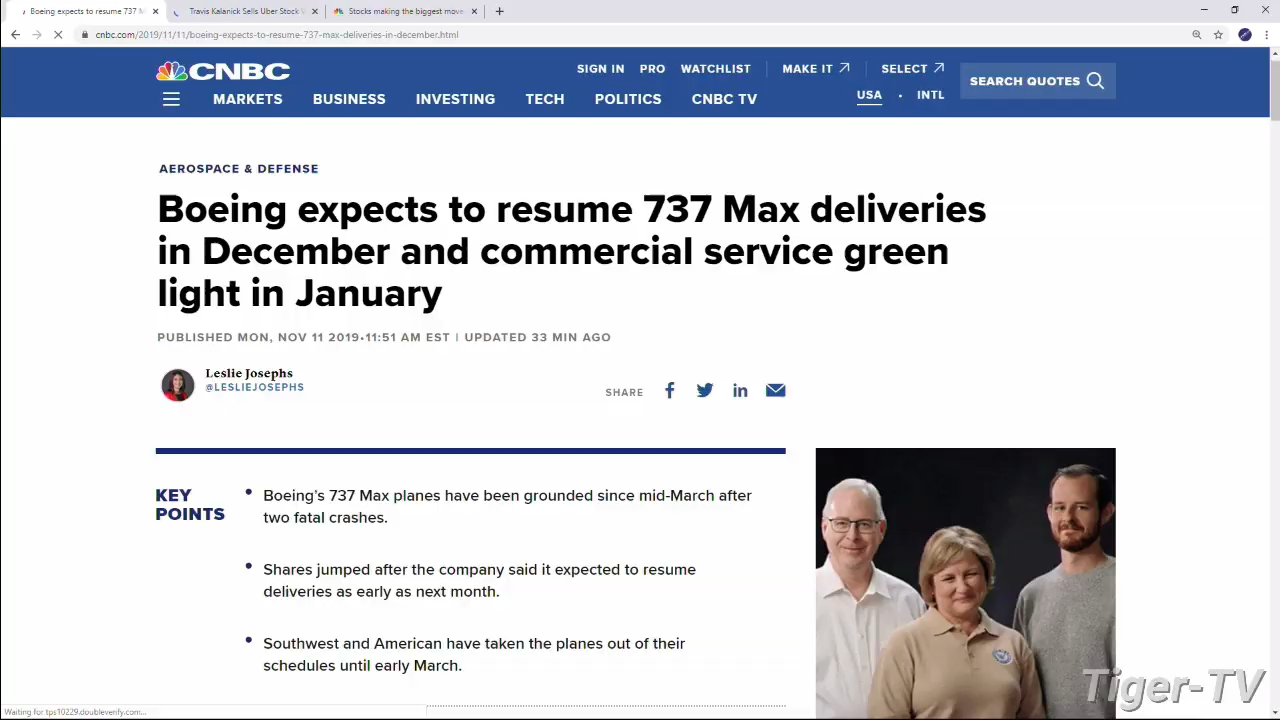 Boeing expects to resume 737 M
Travis Kalanick Sells Uber Stock V
Stocks making the biggest move
cnbc.com/2019/11/11/boeing-expects-to-resume-737-max-deliveries-in-december.html
CNBC
SIGN IN PRO WATCHLIST MAKE IT SELECT
USA • INTL
SEARCH QUOTES
MARKETS BUSINESS INVESTING TECH POLITICS CNBC TV
AEROSPACE & DEFENSE
Boeing expects to resume 737 Max deliveries
in December and commercial service green
light in January
PUBLISHED MON, NOV 11 2019•11:51 AM EST | UPDATED 33 MIN AGO
Leslie Josephs
@LESLIEJOSEPHS
SHARE
KEY
POINTS
• Boeing’s 737 Max planes have been grounded since mid-March after
two fatal crashes.
• Shares jumped after the company said it expected to resume
deliveries as early as next month.
• Southwest and American have taken the planes out of their
schedules until early March.
Tiger-TV
Waiting for tps10229.doubleverify.com...